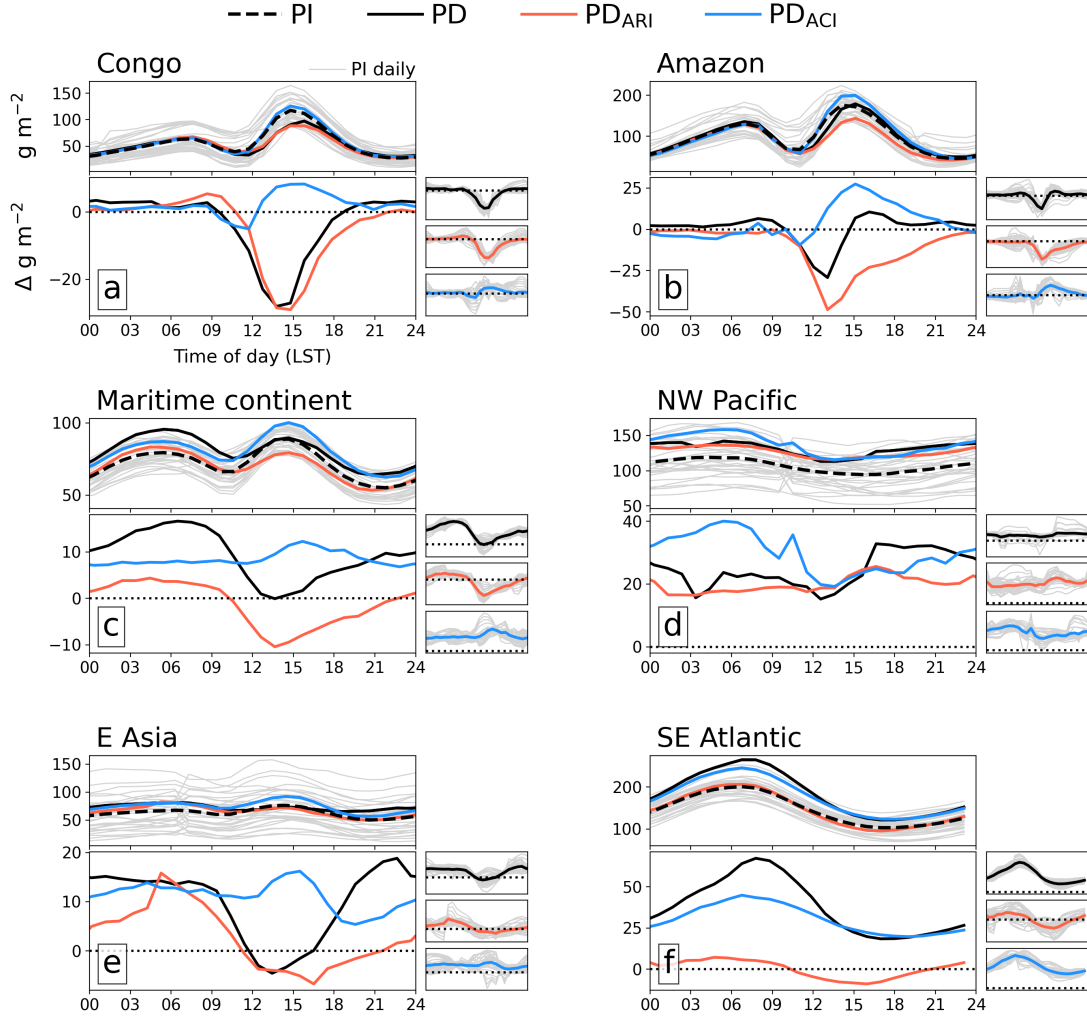 PI PD PD_ARI PD_ACI
Congo
PI daily
g m⁻²
150
100
50
Δ g m⁻²
0
−20
a
00 03 06 09 12 15 18 21 24
Time of day (LST)
Amazon
200
100
25
0
−25
−50
b
00 03 06 09 12 15 18 21 24
Maritime continent
100
50
10
0
−10
c
00 03 06 09 12 15 18 21 24
NW Pacific
150
100
50
40
20
0
d
00 03 06 09 12 15 18 21 24
E Asia
150
100
50
20
10
0
e
00 03 06 09 12 15 18 21 24
SE Atlantic
200
100
50
25
0
f
00 03 06 09 12 15 18 21 24